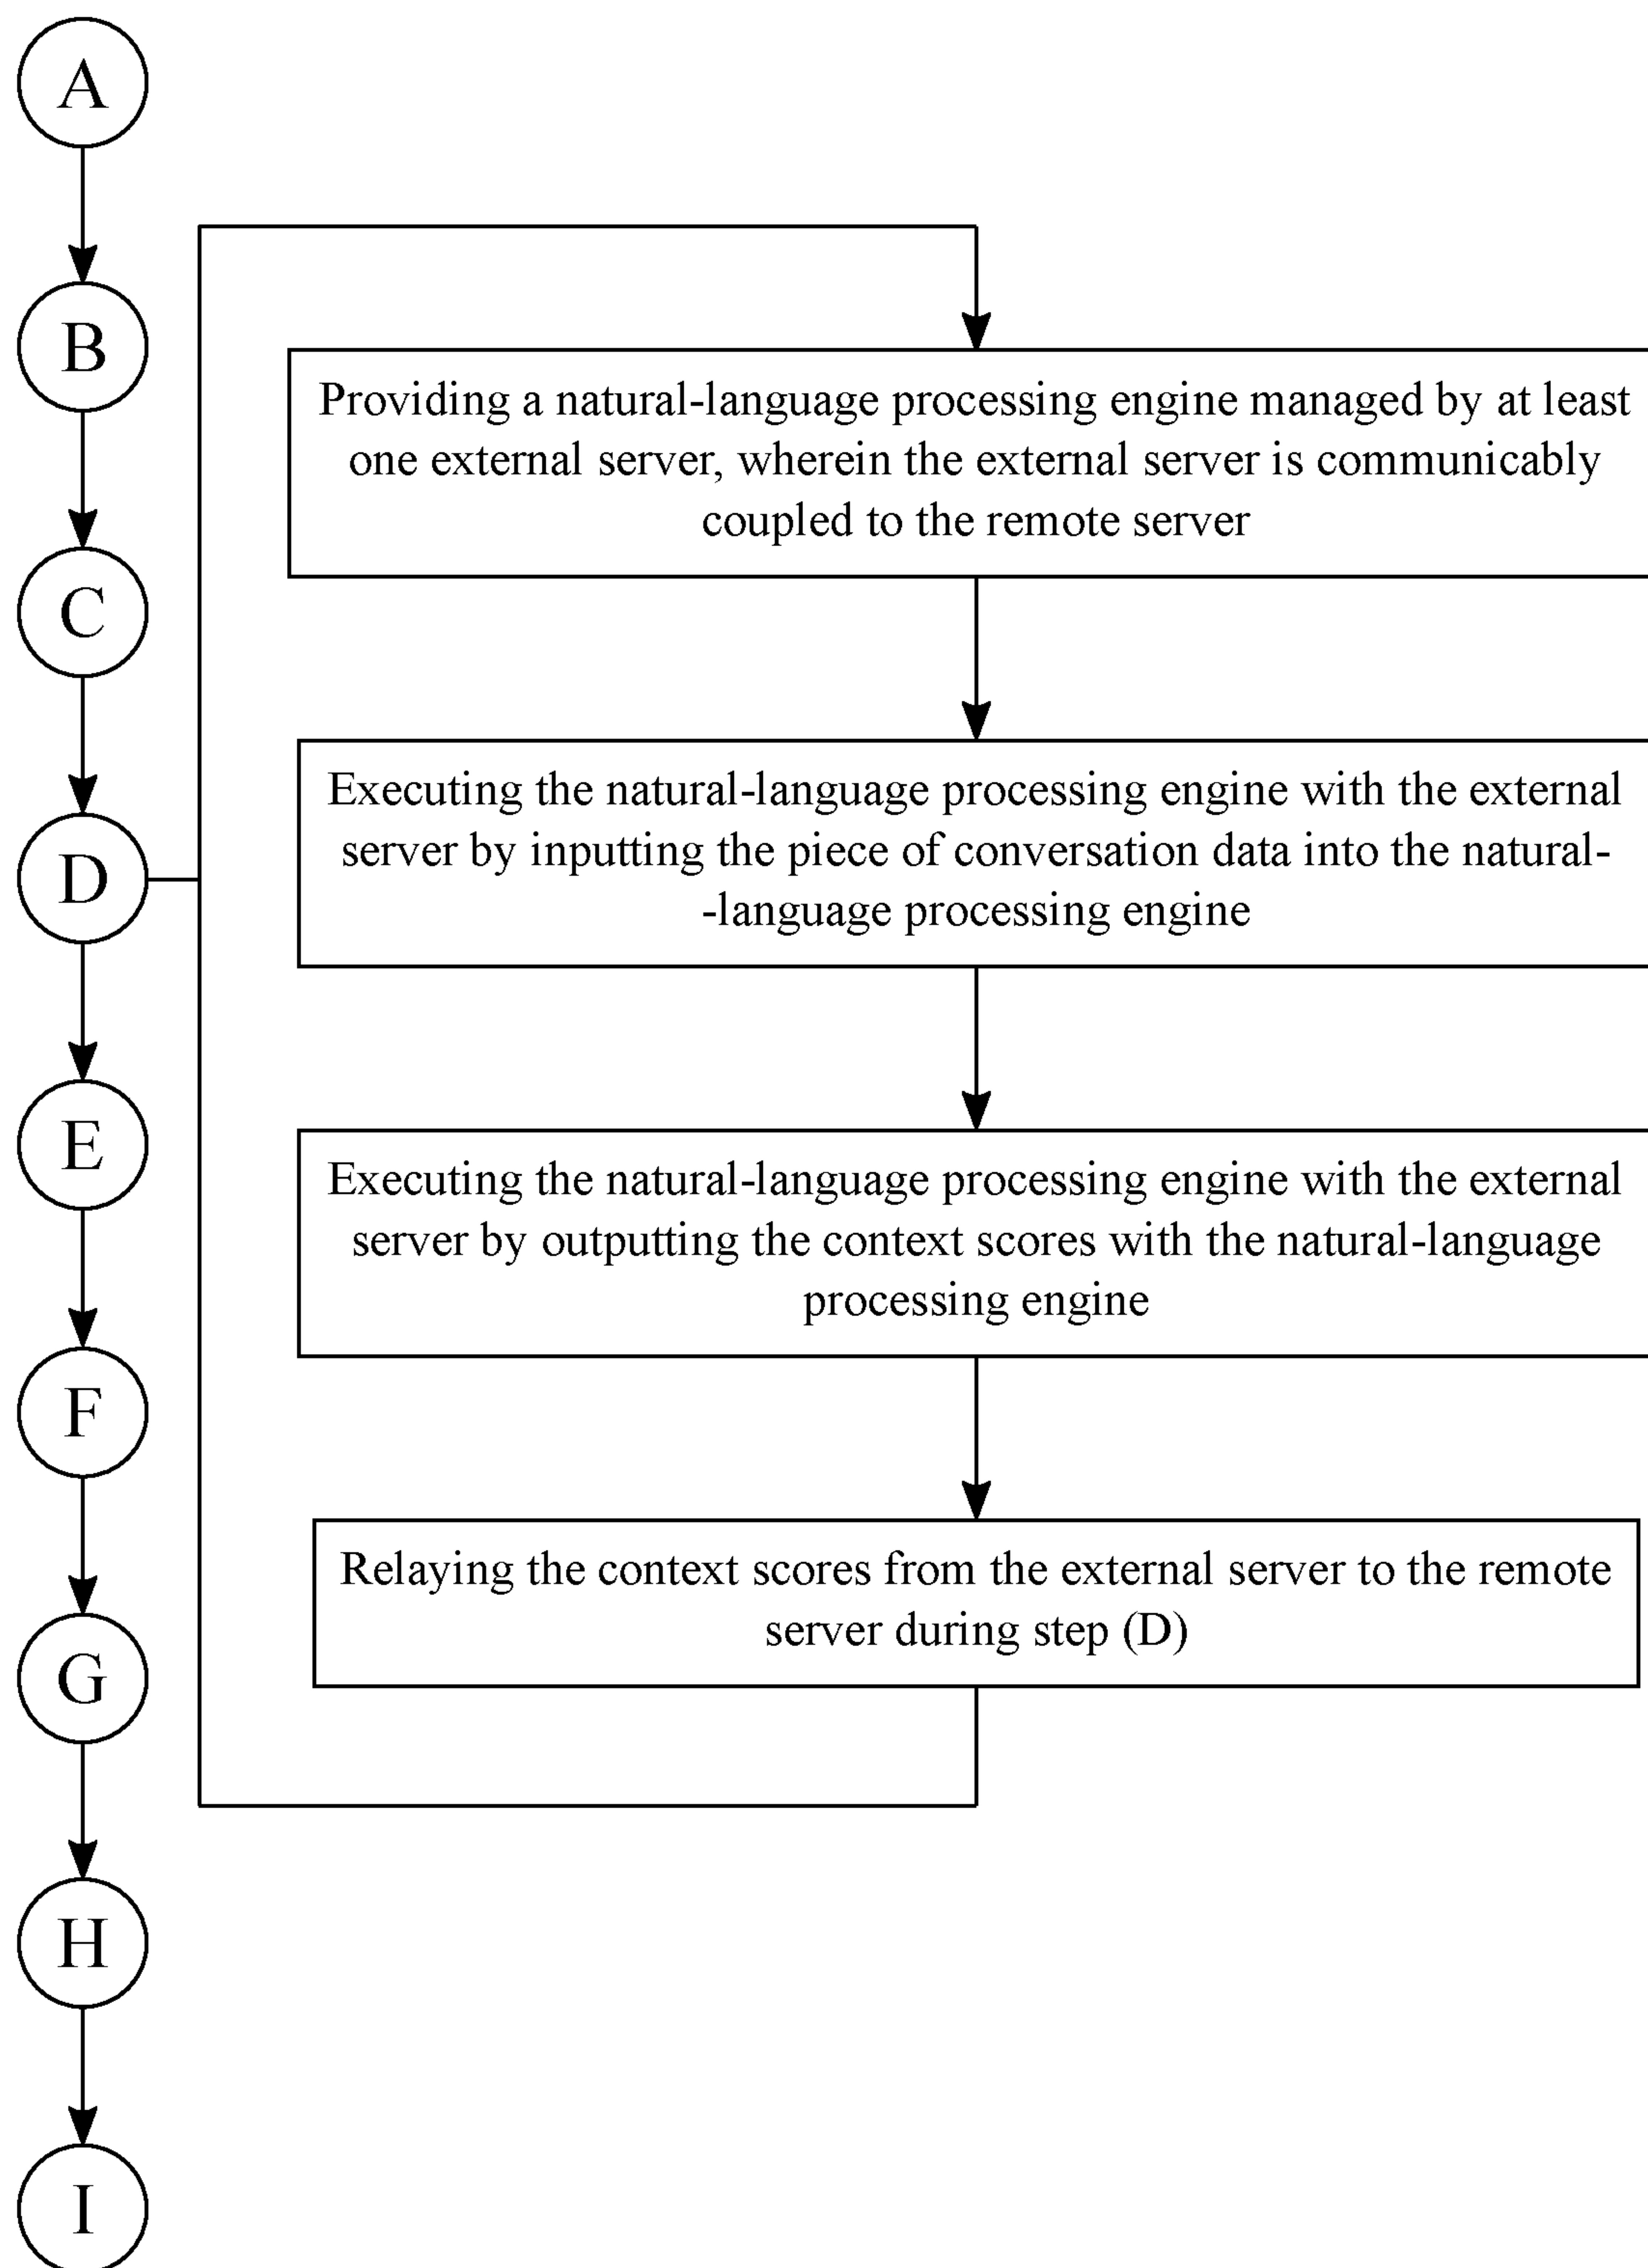 A
B
C
D
E
F
G
H
I
Providing a natural-language processing engine managed by at least
one external server, wherein the external server is communicably
coupled to the remote server
Executing the natural-language processing engine with the external
server by inputting the piece of conversation data into the natural-
-language processing engine
Executing the natural-language processing engine with the external
server by outputting the context scores with the natural-language
processing engine
Relaying the context scores from the external server to the remote
server during step (D)